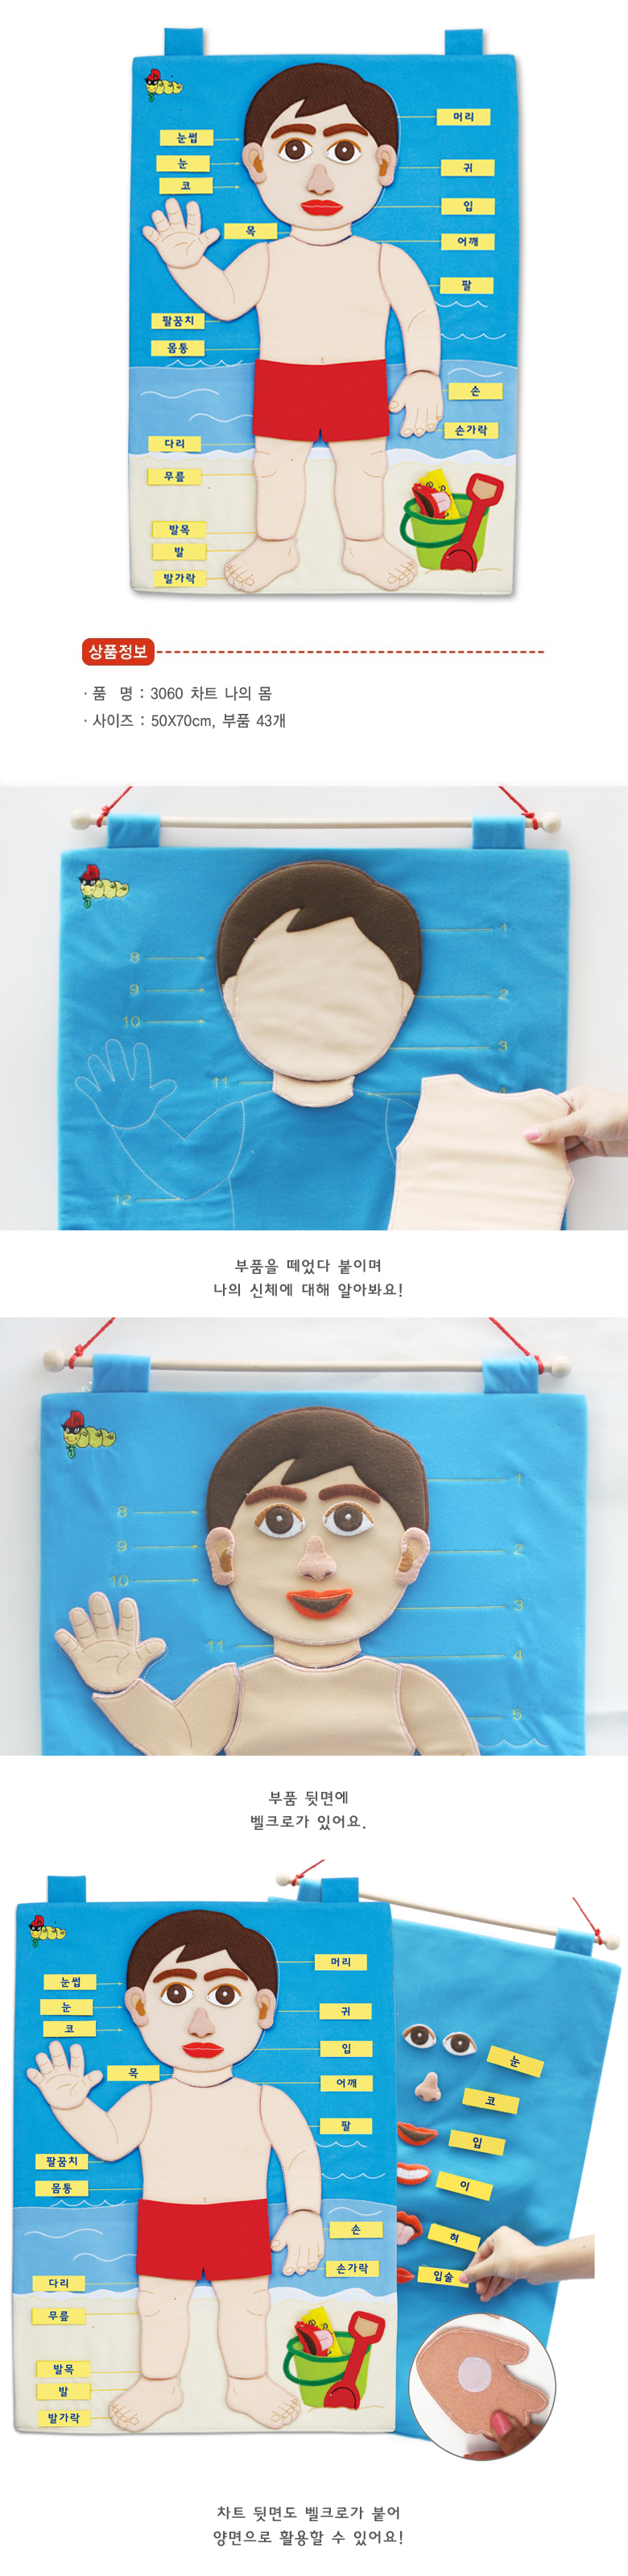 머리
눈썹
눈
귀
코
입
목
어깨
팔
팔꿈치
몸통
손
손가락
다리
무릎
발목
발
발가락
상품정보
· 품 명 : 3060 차트 나의 몸
· 사이즈 : 50X70cm, 부품 43개
1
8
9
2
10
3
11
4
12
부품을 떼었다 붙이며
나의 신체에 대해 알아봐요!
1
8
9
2
10
3
11
4
5
부품 뒷면에
벨크로가 있어요.
머리
눈썹
눈
귀
코
입
목
어깨
팔
팔꿈치
몸통
손
손가락
다리
무릎
발목
발
발가락
눈
코
입
이
혀
입술
차트 뒷면도 벨크로가 붙어
양면으로 활용할 수 있어요!